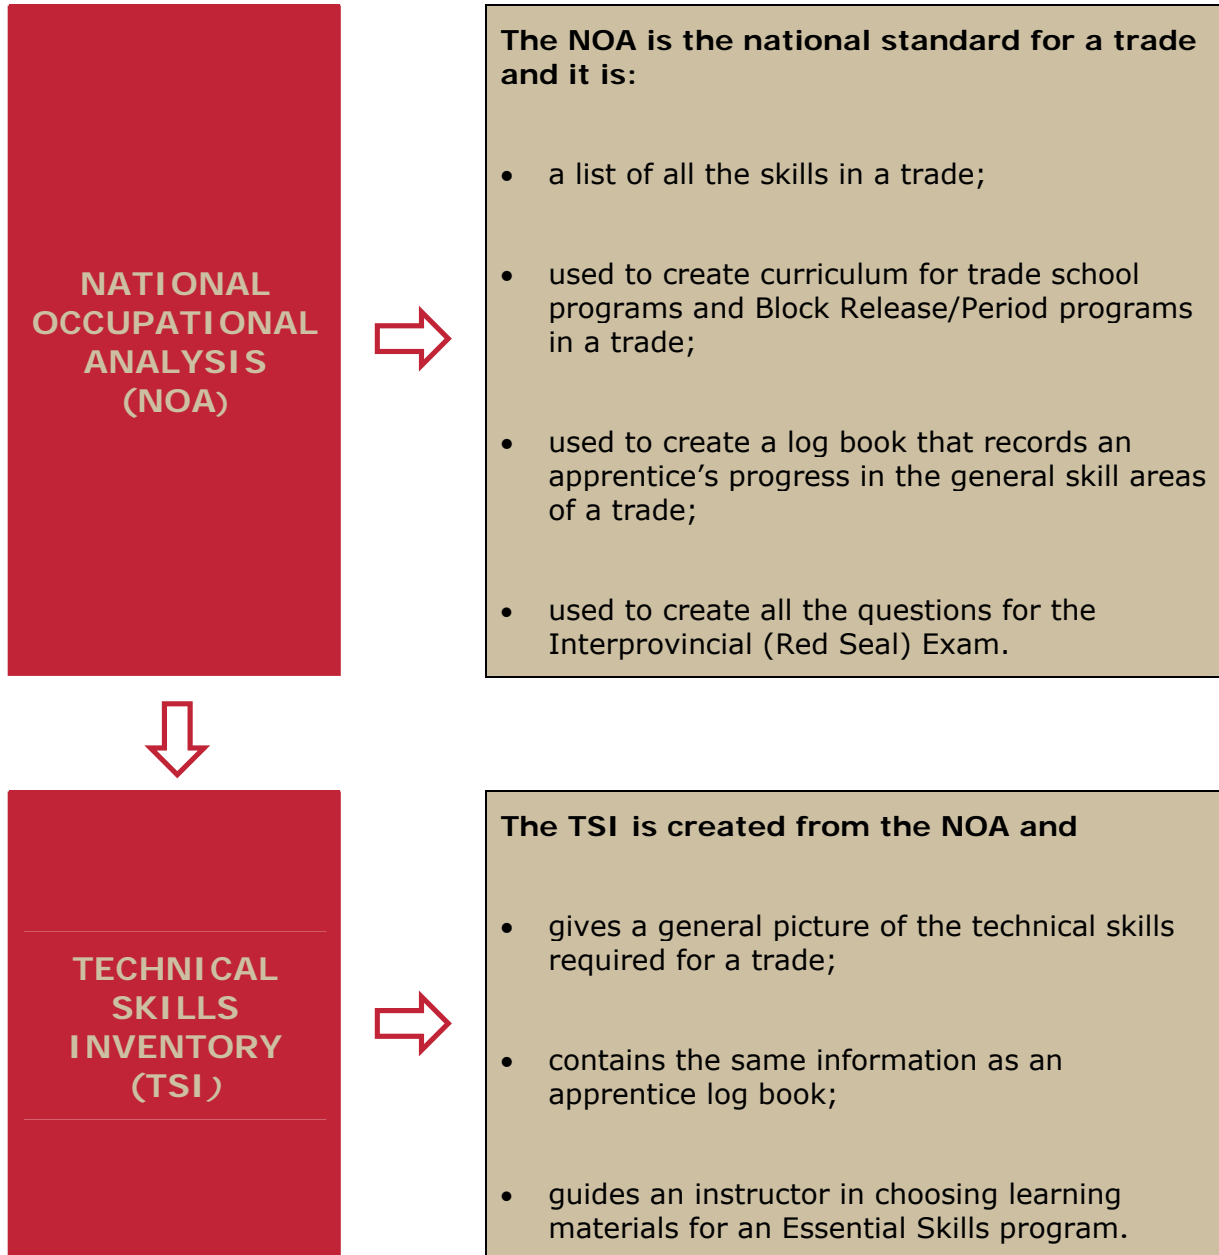 NATIONAL
OCCUPATIONAL
ANALYSIS
(NOA)
The NOA is the national standard for a trade
and it is:
• a list of all the skills in a trade;
• used to create curriculum for trade school
programs and Block Release/Period programs
in a trade;
• used to create a log book that records an
apprentice’s progress in the general skill areas
of a trade;
• used to create all the questions for the
Interprovincial (Red Seal) Exam.
TECHNICAL
SKILLS
INVENTORY
(TSI)
The TSI is created from the NOA and
• gives a general picture of the technical skills
required for a trade;
• contains the same information as an
apprentice log book;
• guides an instructor in choosing learning
materials for an Essential Skills program.